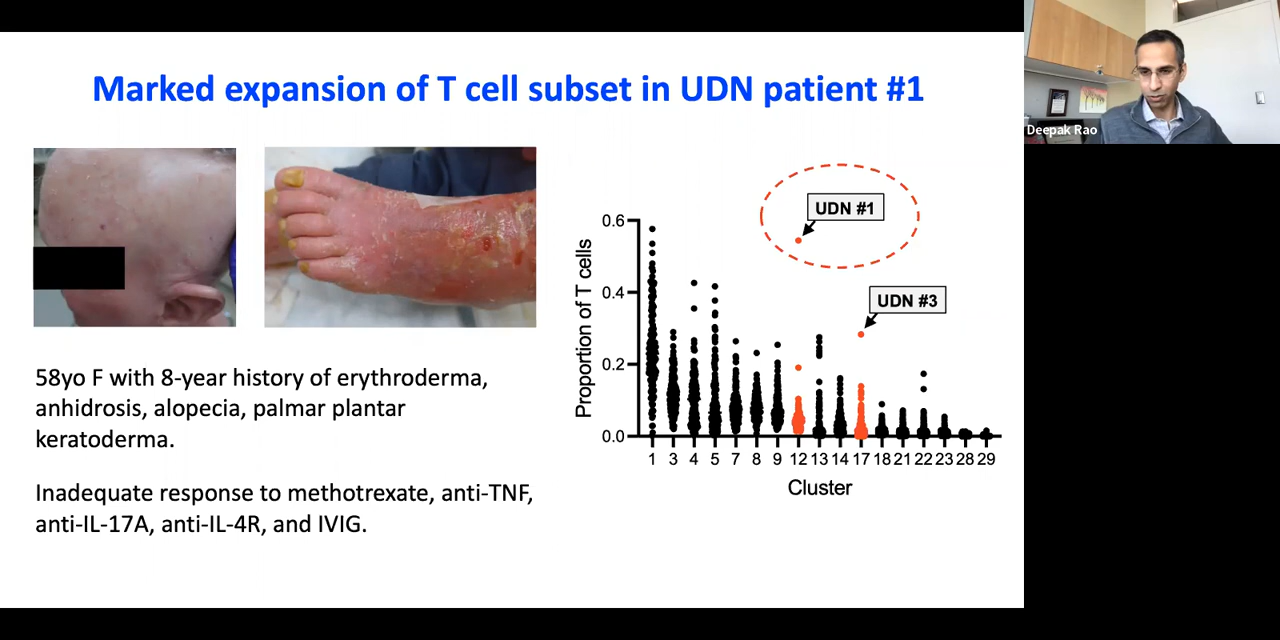 Marked expansion of T cell subset in UDN patient #1
58yo F with 8-year history of erythroderma,
anhidrosis, alopecia, palmar plantar
keratoderma.
Inadequate response to methotrexate, anti-TNF,
anti-IL-17A, anti-IL-4R, and IVIG.
Proportion of T cells
0.6
0.4
0.2
0.0
UDN #1
UDN #3
1 3 4 5 7 8 9 12 13 14 17 18 21 22 23 28 29
Cluster
Deepak Rao